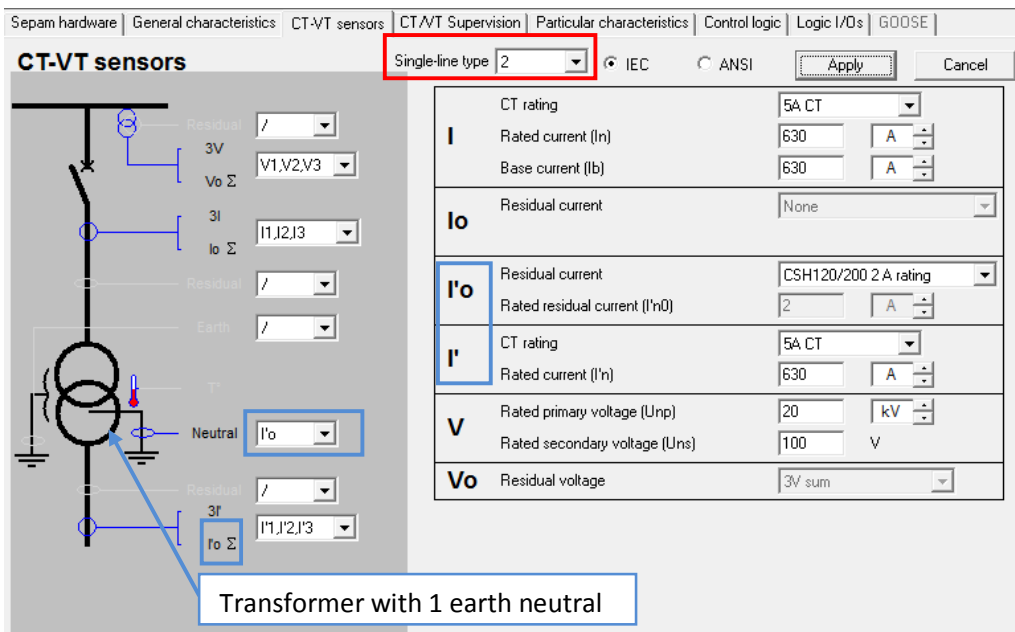 Sepam hardware General characteristics CT-VT sensors CT/VT Supervision Particular characteristics Control logic Logic I/Os GOOSE
CT-VT sensors
Single-line type 2 IEC ANSI Apply Cancel
Residual /
3V
V1,V2,V3
Vo Σ
3I
I1,I2,I3
Io Σ
Residual /
Earth /
T'
Neutral I'o
Residual /
3I'
I'1,I'2,I'3
I'o Σ
Transformer with 1 earth neutral
I
CT rating 5A CT
Rated current (In) 630 A
Base current (Ib) 630 A
Io
Residual current None
I'o
Residual current CSH120/200 2 A rating
Rated residual current (I'n0) 2 A
I'
CT rating 5A CT
Rated current (I'n) 630 A
V
Rated primary voltage (Unp) 20 kV
Rated secondary voltage (Uns) 100 V
Vo Residual voltage 3V sum